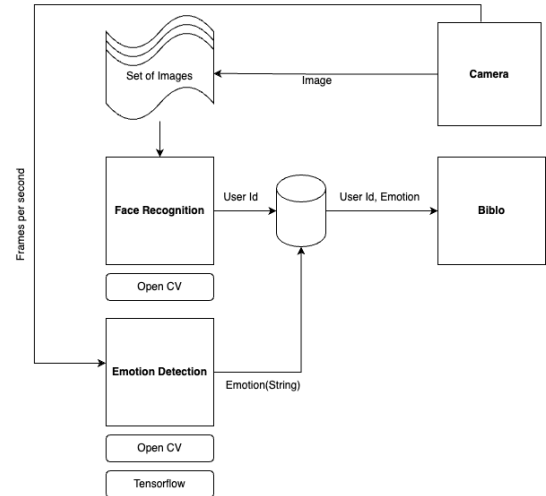 Set of Images
Image
Camera
Frames per second
Face Recognition
User Id
User Id, Emotion
Biblo
Open CV
Emotion Detection
Emotion(String)
Open CV
Tensorflow